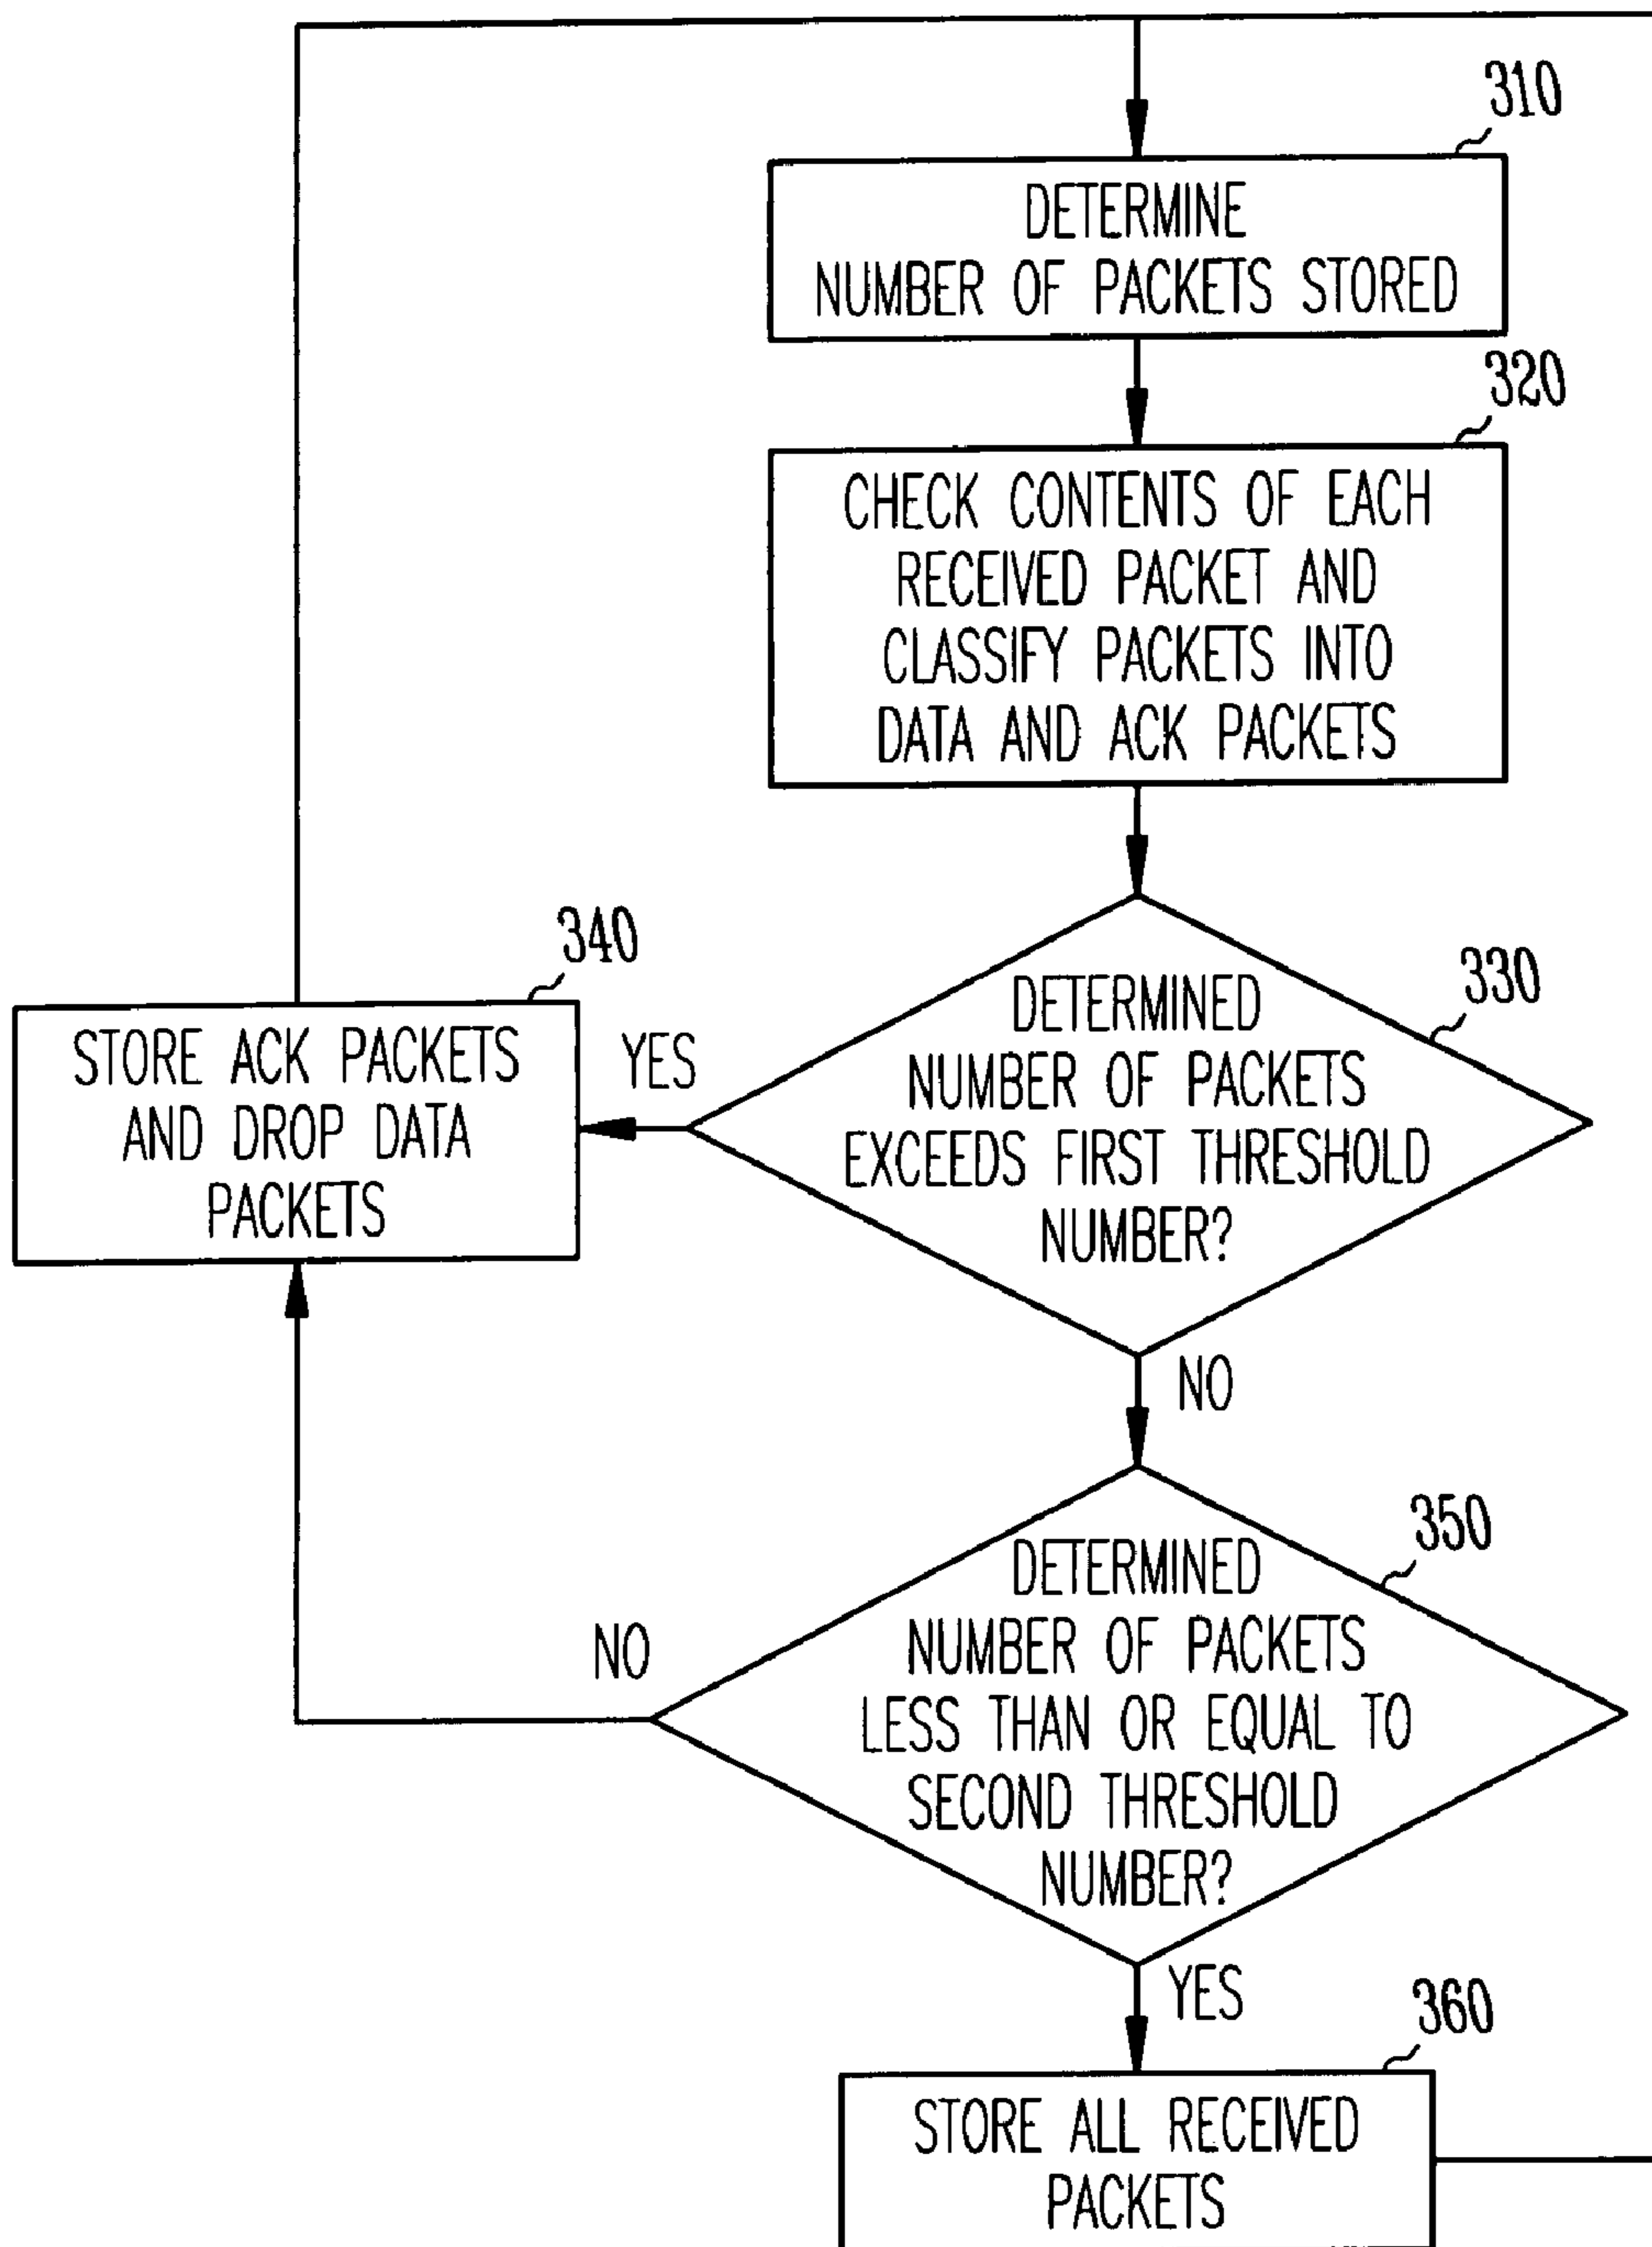 310
DETERMINE
NUMBER OF PACKETS STORED
320
CHECK CONTENTS OF EACH
RECEIVED PACKET AND
CLASSIFY PACKETS INTO
DATA AND ACK PACKETS
330
DETERMINED
NUMBER OF PACKETS
EXCEEDS FIRST THRESHOLD
NUMBER?
YES
340
STORE ACK PACKETS
AND DROP DATA
PACKETS
NO
350
DETERMINED
NUMBER OF PACKETS
LESS THAN OR EQUAL TO
SECOND THRESHOLD
NUMBER?
NO
YES
360
STORE ALL RECEIVED
PACKETS